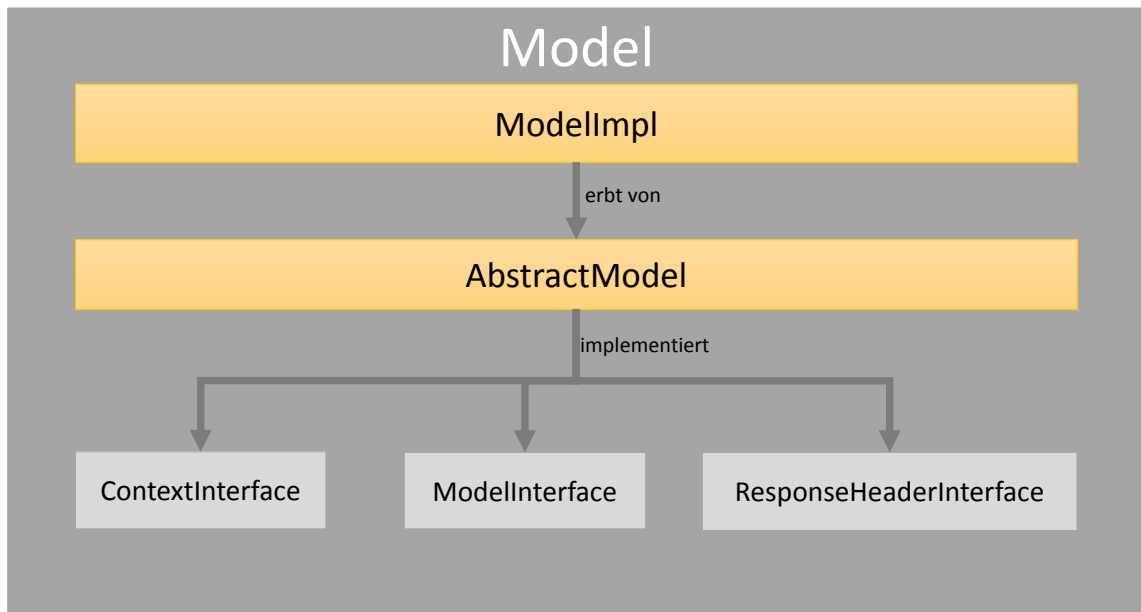 Model
ModelImpl
erbt von
AbstractModel
implementiert
ContextInterface
ModelInterface
ResponseHeaderInterface